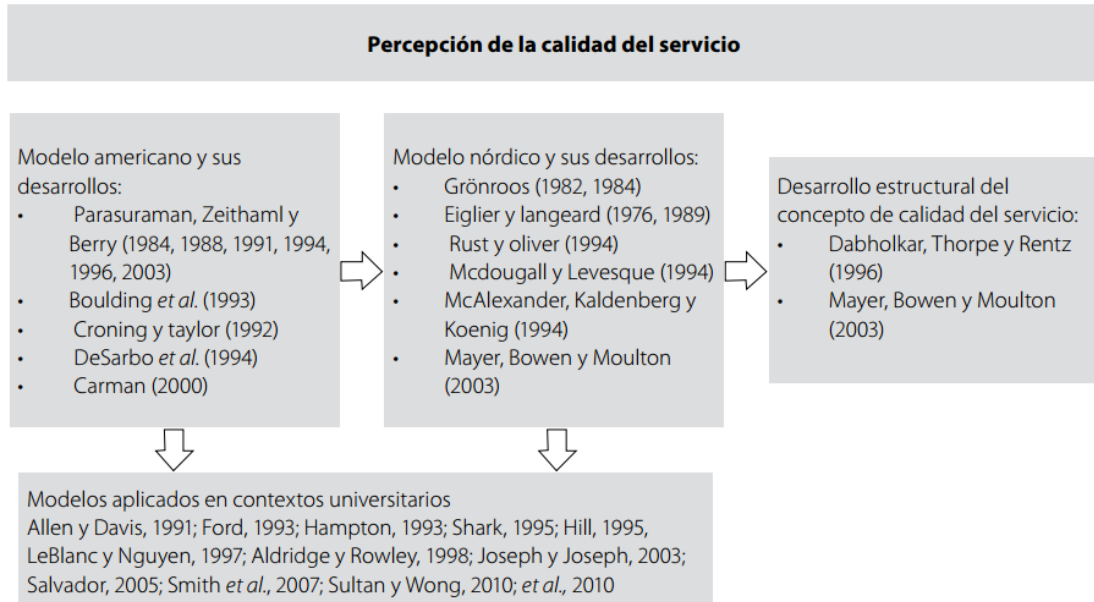 Percepción de la calidad del servicio
Modelo americano y sus
desarrollos:
• Parasuraman, Zeithaml y
Berry (1984, 1988, 1991, 1994,
1996, 2003)
• Boulding et al. (1993)
• Croning y taylor (1992)
• DeSarbo et al. (1994)
• Carman (2000)
Modelo nórdico y sus desarrollos:
• Grönroos (1982, 1984)
• Eiglier y langeard (1976, 1989)
• Rust y oliver (1994)
• Mcdougall y Levesque (1994)
• McAlexander, Kaldenberg y
Koenig (1994)
• Mayer, Bowen y Moulton
(2003)
Desarrollo estructural del
concepto de calidad del servicio:
• Dabholkar, Thorpe y Rentz
(1996)
• Mayer, Bowen y Moulton
(2003)
Modelos aplicados en contextos universitarios
Allen y Davis, 1991; Ford, 1993; Hampton, 1993; Shark, 1995; Hill, 1995,
LeBlanc y Nguyen, 1997; Aldridge y Rowley, 1998; Joseph y Joseph, 2003;
Salvador, 2005; Smith et al., 2007; Sultan y Wong, 2010; et al., 2010